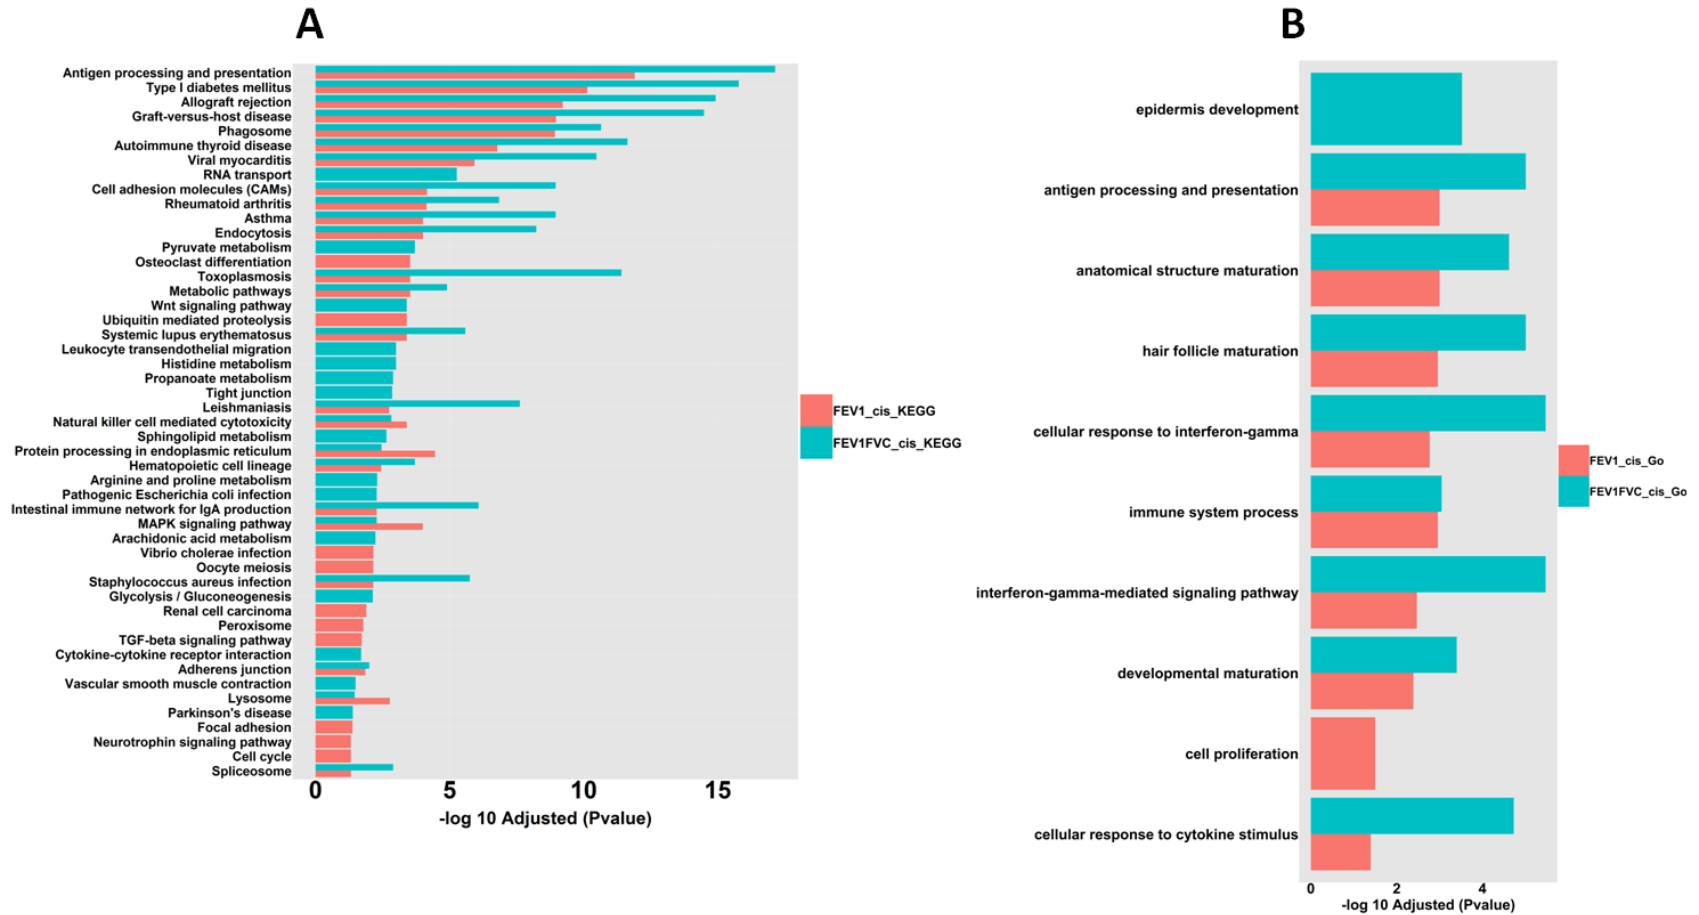 A
Antigen processing and presentation
Type I diabetes mellitus
Allograft rejection
Graft-versus-host disease
Phagosome
Autoimmune thyroid disease
Viral myocarditis
RNA transport
Cell adhesion molecules (CAMs)
Rheumatoid arthritis
Asthma
Endocytosis
Pyruvate metabolism
Osteoclast differentiation
Toxoplasmosis
Metabolic pathways
Wnt signaling pathway
Ubiquitin mediated proteolysis
Systemic lupus erythematosus
Leukocyte transendothelial migration
Histidine metabolism
Propanoate metabolism
Tight junction
Leishmaniasis
Natural killer cell mediated cytotoxicity
Sphingolipid metabolism
Protein processing in endoplasmic reticulum
Hematopoietic cell lineage
Arginine and proline metabolism
Pathogenic Escherichia coli infection
Intestinal immune network for IgA production
MAPK signaling pathway
Arachidonic acid metabolism
Vibrio cholerae infection
Oocyte meiosis
Staphylococcus aureus infection
Glycolysis / Gluconeogenesis
Renal cell carcinoma
Peroxisome
TGF-beta signaling pathway
Cytokine-cytokine receptor interaction
Adherens junction
Vascular smooth muscle contraction
Lysosome
Parkinson's disease
Focal adhesion
Neurotrophin signaling pathway
Cell cycle
Spliceosome
0 5 10 15
-log 10 Adjusted (Pvalue)
FEV1_cis_KEGG
FEV1FVC_cis_KEGG
B
epidermis development
antigen processing and presentation
anatomical structure maturation
hair follicle maturation
cellular response to interferon-gamma
immune system process
interferon-gamma-mediated signaling pathway
developmental maturation
cell proliferation
cellular response to cytokine stimulus
0 2 4
-log 10 Adjusted (Pvalue)
FEV1_cis_Go
FEV1FVC_cis_Go